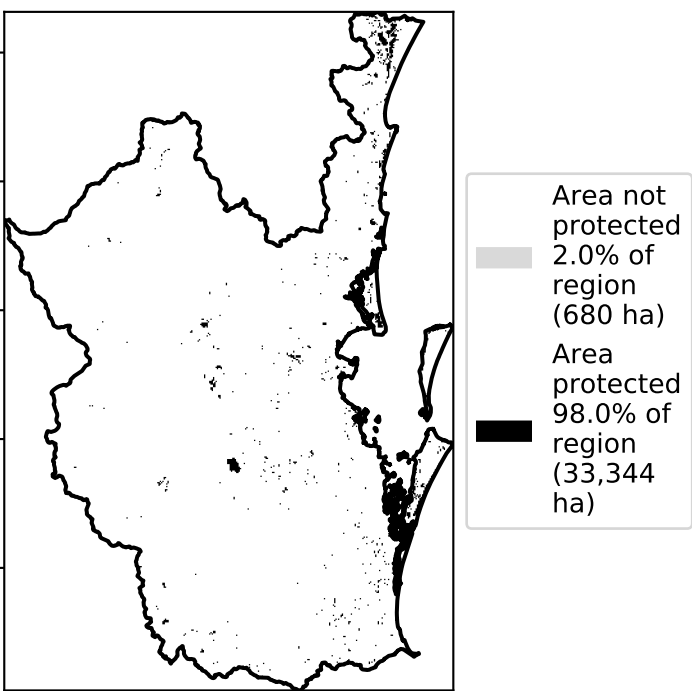 Area not
protected
2.0% of
region
(680 ha)
Area
protected
98.0% of
region
(33,344
ha)